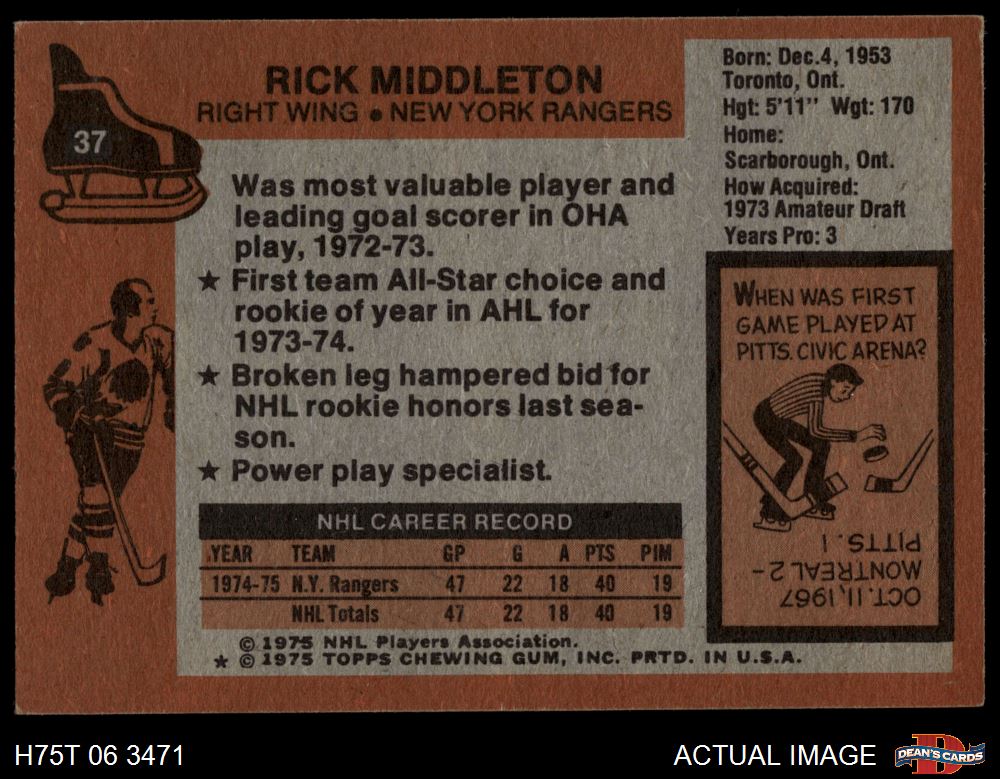 37
RICK MIDDLETON
RIGHT WING • NEW YORK RANGERS
Born: Dec.4, 1953
Toronto, Ont.
Hgt: 5'11" Wgt: 170
Home:
Scarborough, Ont.
How Acquired:
1973 Amateur Draft
Years Pro: 3
Was most valuable player and
leading goal scorer in OHA
play, 1972-73.
★ First team All-Star choice and
rookie of year in AHL for
1973-74.
★ Broken leg hampered bid for
NHL rookie honors last sea-
son.
★ Power play specialist.
NHL CAREER RECORD
YEAR TEAM GP G A PTS PIM
1974-75 N.Y. Rangers 47 22 18 40 19
NHL Totals 47 22 18 40 19
© 1975 NHL Players Association.
★ © 1975 TOPPS CHEWING GUM, INC. PRTD. IN U.S.A.
WHEN WAS FIRST
GAME PLAYED AT
PITTS. CIVIC ARENA?
OCT. 11, 1967
MONTREAL 2-
PITTS. 1
H75T 06 3471
ACTUAL IMAGE
D
DEAN'S CARDS